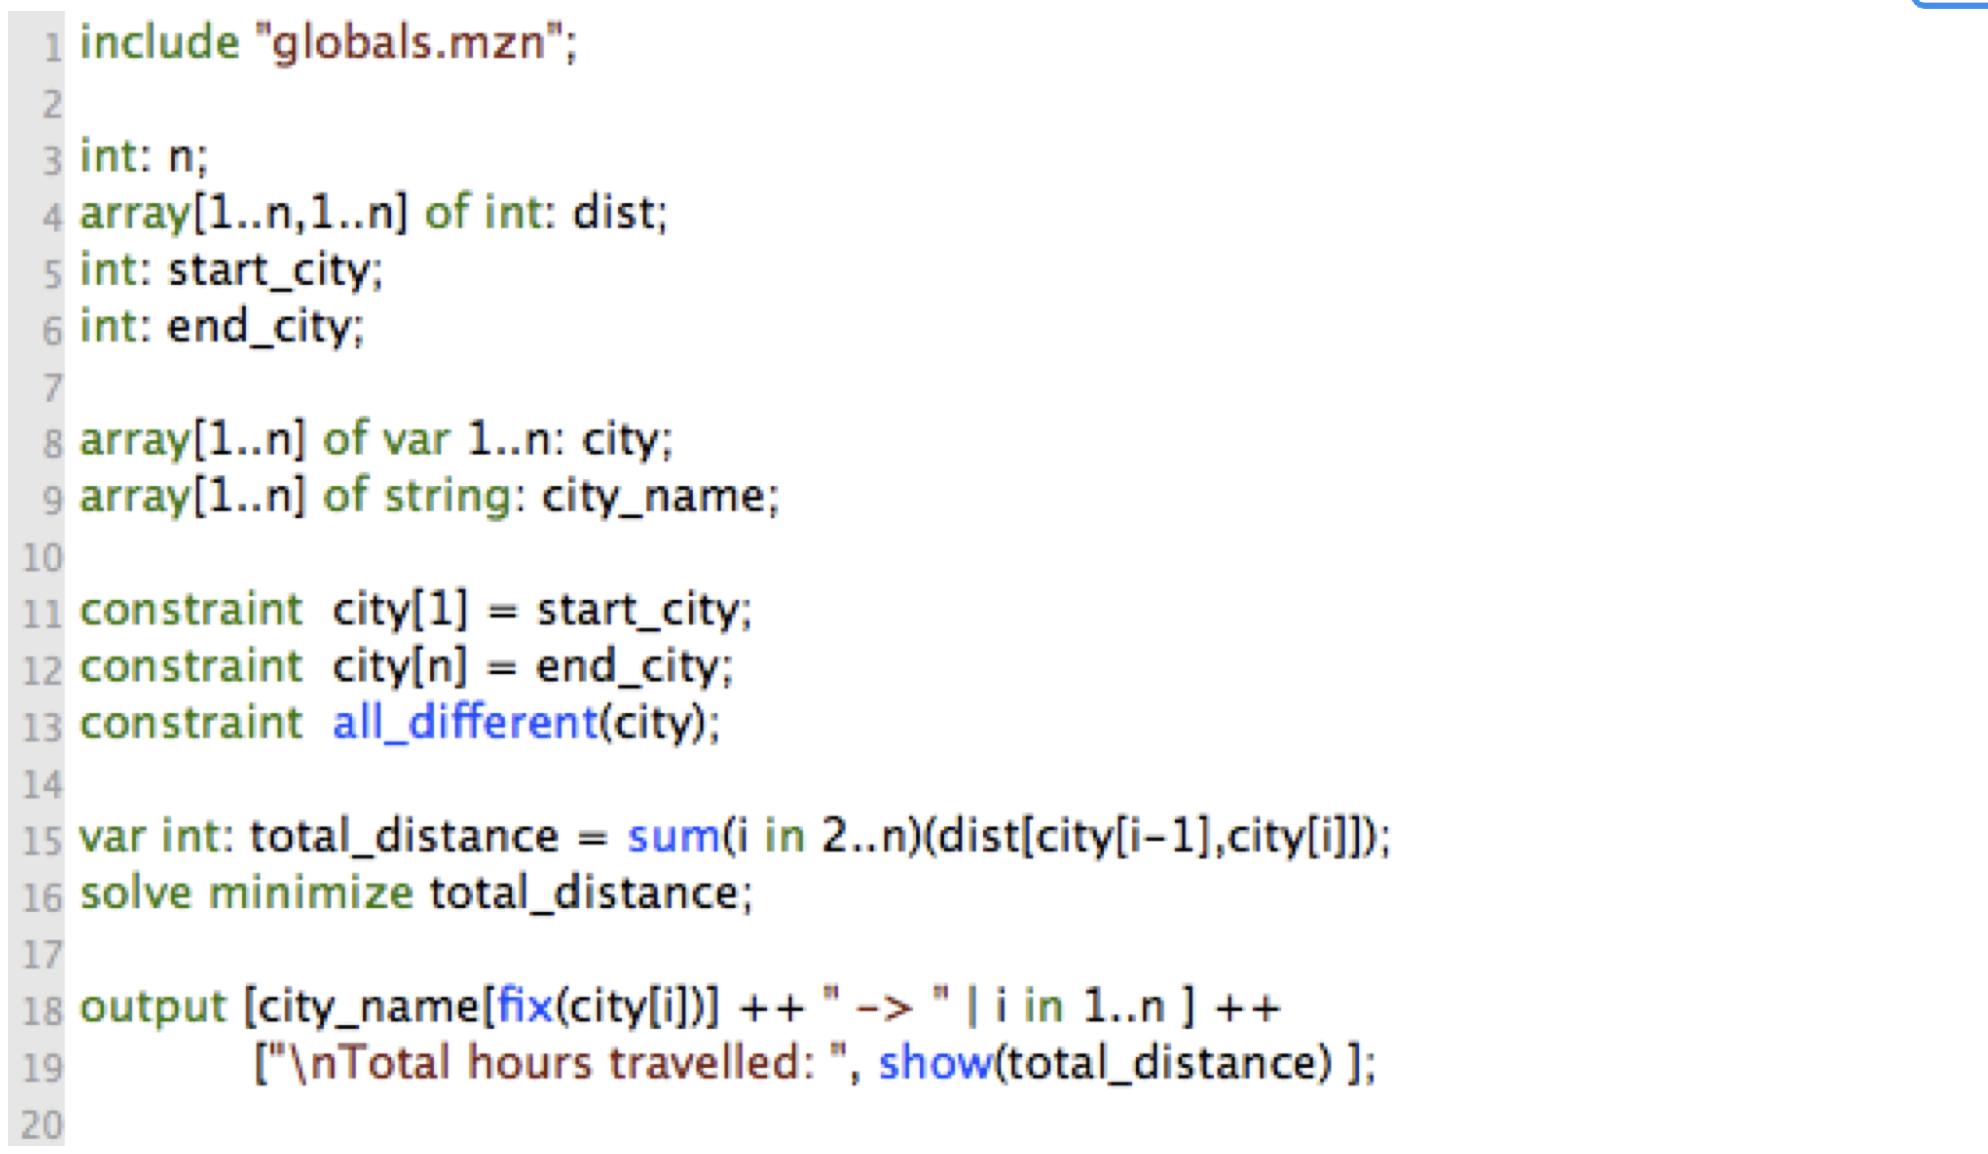 1 include "globals.mzn";
2
3 int: n;
4 array[1..n,1..n] of int: dist;
5 int: start_city;
6 int: end_city;
7
8 array[1..n] of var 1..n: city;
9 array[1..n] of string: city_name;
10
11 constraint  city[1] = start_city;
12 constraint  city[n] = end_city;
13 constraint  all_different(city);
14
15 var int: total_distance = sum(i in 2..n)(dist[city[i-1],city[i]]);
16 solve minimize total_distance;
17
18 output [city_name[fix(city[i])] ++ " -> " | i in 1..n ] ++
19         ["\nTotal hours travelled: ", show(total_distance) ];
20